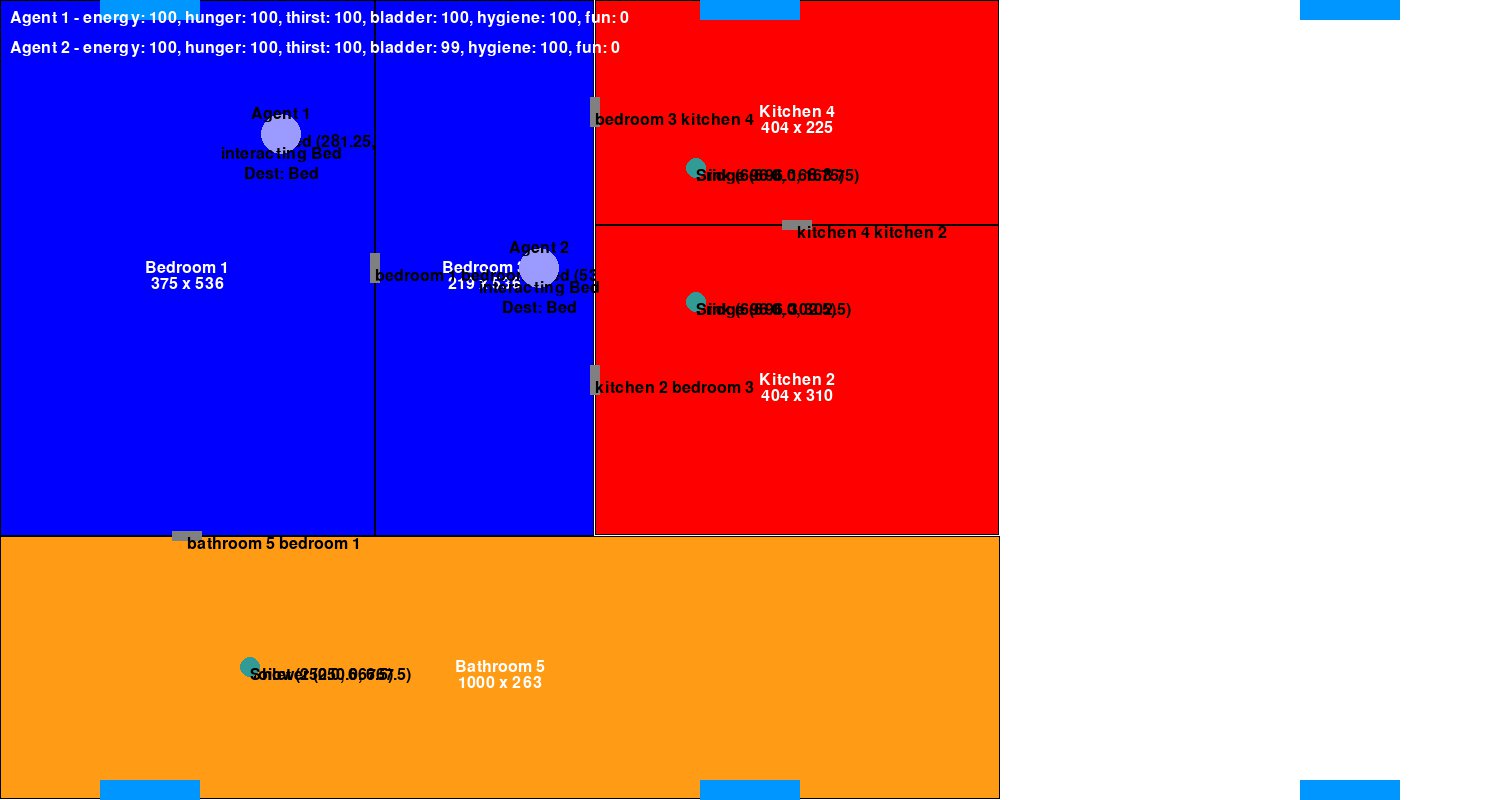 Agent 1 - energy: 100, hunger: 100, thirst: 100, bladder: 100, hygiene: 100, fun: 0
Agent 2 - energy: 100, hunger: 100, thirst: 100, bladder: 99, hygiene: 100, fun: 0
Agent 1
(281.25,
interacting Bed
Dest: Bed
bedroom 3 kitchen 4
Kitchen 4
404 x 225
kitchen 4 kitchen 2
Agent 2
Bedroom 1
375 x 536
Bedroom
interacting Bed
Dest: Bed
kitchen 2 bedroom 3
Kitchen 2
404 x 310
bathroom 5 bedroom 1
Bathroom 5
1000 x 263